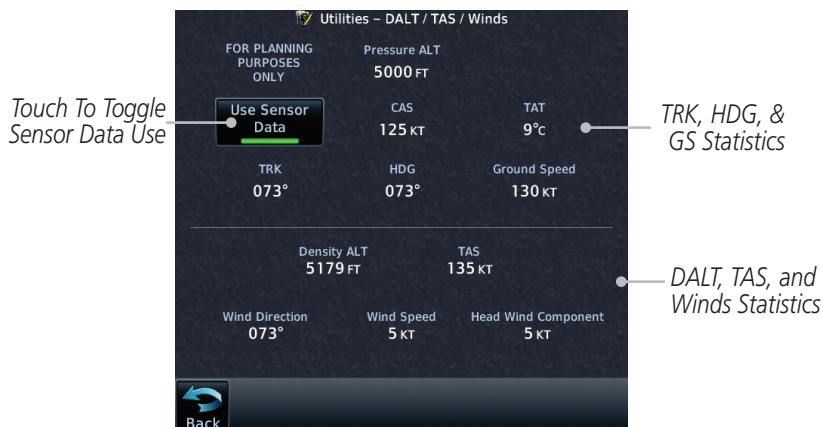 Utilities – DALT / TAS / Winds
FOR PLANNING
PURPOSES
ONLY
Pressure ALT
5000 FT
Touch To Toggle
Sensor Data Use
Use Sensor
Data
CAS
125 KT
TAT
9°C
TRK, HDG, &
GS Statistics
TRK
073°
HDG
073°
Ground Speed
130 KT
Density ALT
5179 FT
TAS
135 KT
DALT, TAS, and
Winds Statistics
Wind Direction
073°
Wind Speed
5 KT
Head Wind Component
5 KT
Back